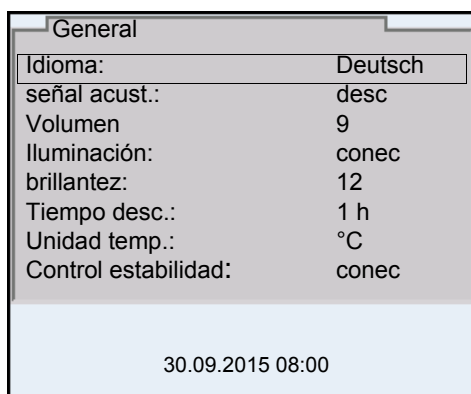 General
Idioma: Deutsch
señal acust.: desc
Volumen 9
Iluminación: conec
brillantez: 12
Tiempo desc.: 1 h
Unidad temp.: °C
Control estabilidad: conec
30.09.2015 08:00